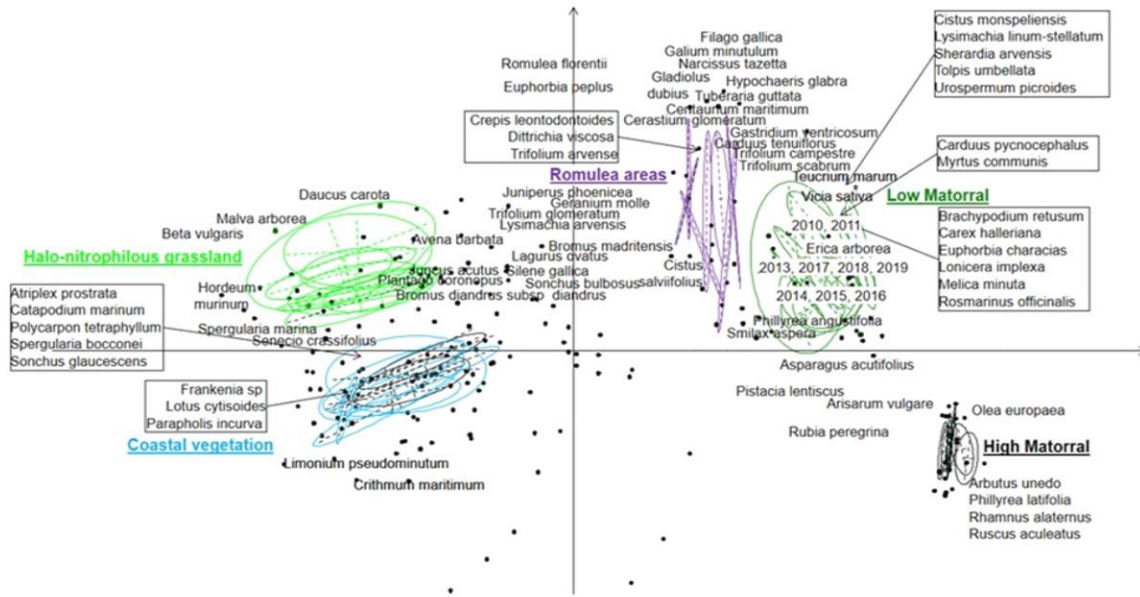 Cistus monspeliensis
Lysimachia linum-stellatum
Sherardia arvensis
Tolpis umbellata
Urospermum picroides
Filago gallica
Galium minutulum
Romulea florentii
Narcissus tazetta
Gladiolus
dubius
Hypochaeris glabra
Euphorbia peplus
Tuberaria guttata
Centaurium maritimum
Crepis leontodontoides
Dittrichia viscosa
Trifolium arvense
Cerastium glomeratum
Gastridium ventricosum
Carduus tenuiflorus
Trifolium campestre
Trifolium scabrum
Carduus pycnocephalus
Myrtus communis
Romulea areas
Teucrium marum
Vicia sativa
Low Matorral
Daucus carota
Juniperus phoenicea
Geranium molle
Malva arborea
Trifolium glomeratum
Lysimachia arvensis
Beta vulgaris
2010, 2011
Brachypodium retusum
Carex halleriana
Euphorbia characias
Lonicera implexa
Melica minuta
Rosmarinus officinalis
Avena barbata
Bromus madritensis
Erica arborea
Halo-nitrophilous grassland
Lagurus ovatus
Cistus
salviifolius
2013, 2017, 2018, 2019
Juncus acutus
Silene gallica
Plantago coronopus
Sonchus bulbosus
Hordeum
murinum
Bromus diandrus subsp diandrus
2014, 2015, 2016
Atriplex prostrata
Catapodium marinum
Polycarpon tetraphyllum
Spergularia bocconei
Sonchus glaucescens
Spergularia marina
Senecio crassifolius
Phillyrea angustifolia
Smilax aspera
Asparagus acutifolius
Frankenia sp
Lotus cytisoides
Parapholis incurva
Pistacia lentiscus
Arisarum vulgare
Olea europaea
Rubia peregrina
Coastal vegetation
High Matorral
Limonium pseudominutum
Crithmum maritimum
Arbutus unedo
Phillyrea latifolia
Rhamnus alaternus
Ruscus aculeatus